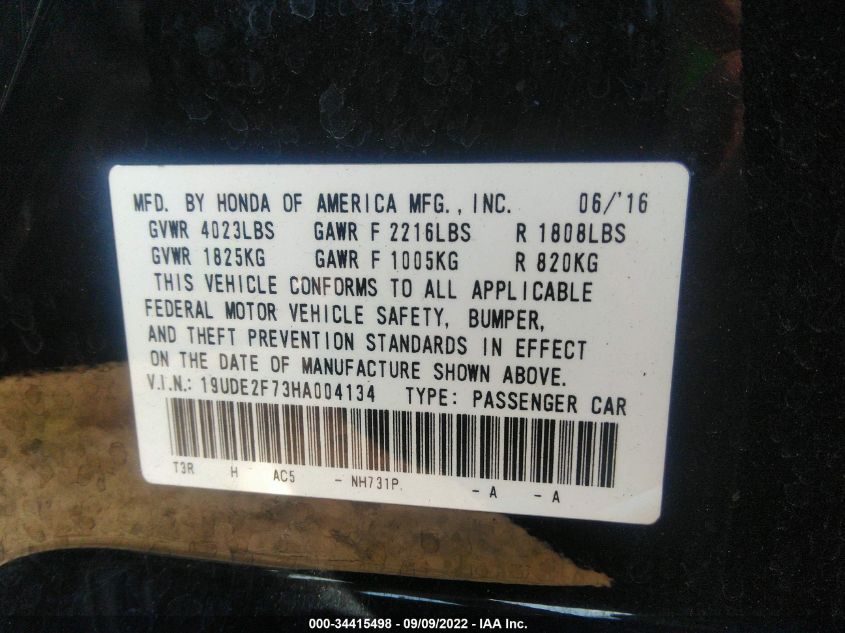 MFD. BY HONDA OF AMERICA MFG., INC. 06/'16
GVWR 4023LBS GAWR F 2216LBS R 1808LBS
GVWR 1825KG GAWR F 1005KG R 820KG
THIS VEHICLE CONFORMS TO ALL APPLICABLE
FEDERAL MOTOR VEHICLE SAFETY, BUMPER,
AND THEFT PREVENTION STANDARDS IN EFFECT
ON THE DATE OF MANUFACTURE SHOWN ABOVE.
V.I.N.: 19UDE2F73HA004134 TYPE: PASSENGER CAR
T3R H AC5 - NH731P. - A - A
000-34415498 - 09/09/2022 - IAA Inc.